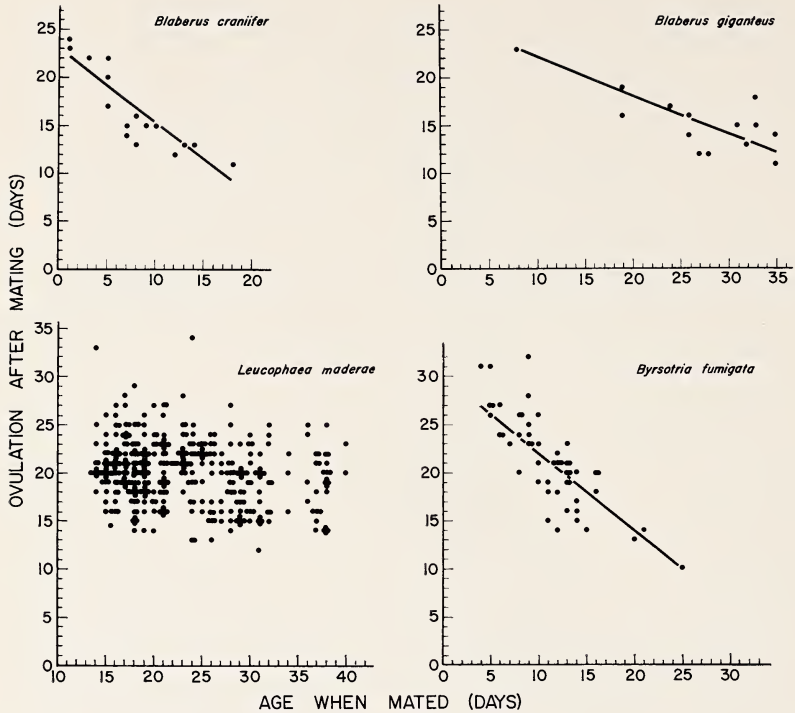 Blaberus craniifer
25
20
15
10
5
0
0 5 10 15 20
Blaberus giganteus
25
20
15
10
5
0
0 5 10 15 20 25 30 35
Leucophaea maderae
35
30
25
20
15
10
5
0
10 15 20 25 30 35 40
Byrsotria fumigata
30
25
20
15
10
5
0
0 5 10 15 20 25 30
OVULATION AFTER MATING (DAYS)
AGE WHEN MATED (DAYS)